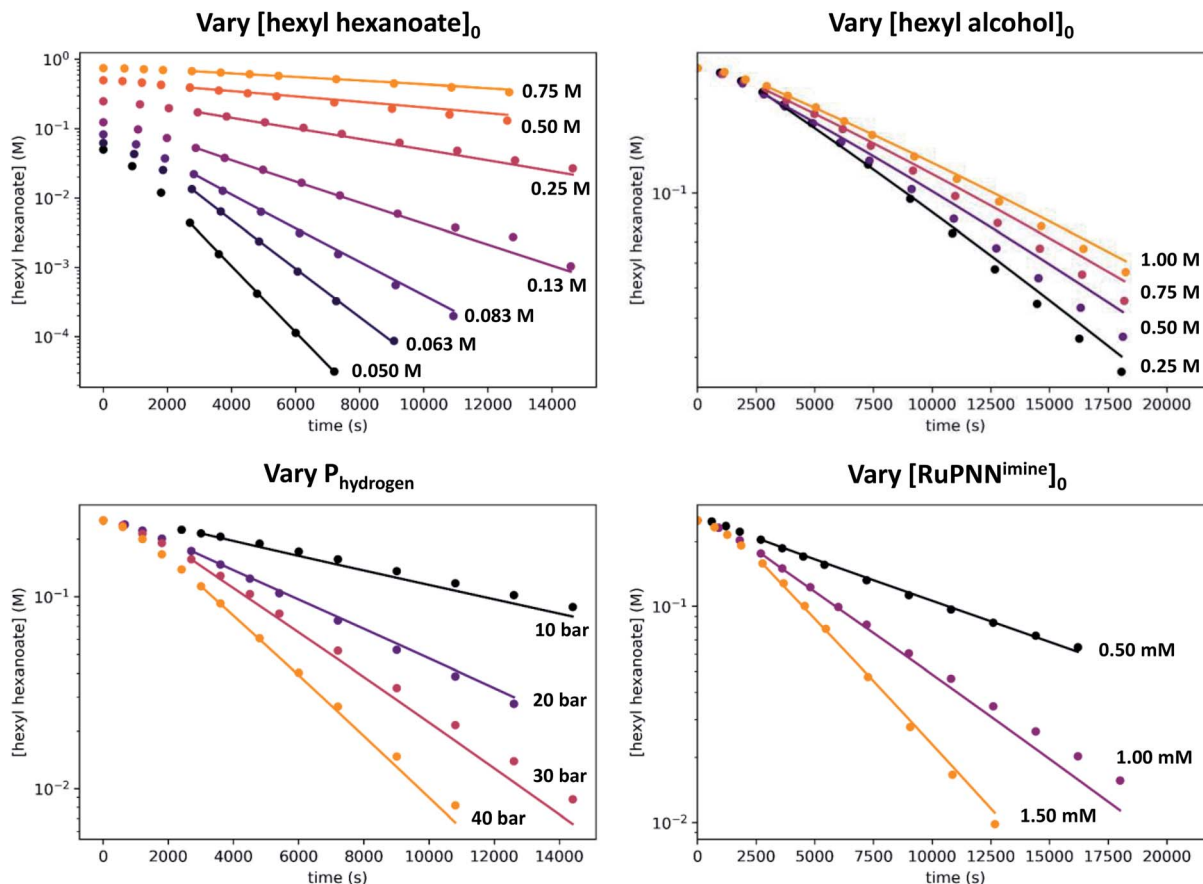 Vary [hexyl hexanoate]₀
[hexyl hexanoate] (M)
10⁰
10⁻¹
10⁻²
10⁻³
10⁻⁴
0.75 M
0.50 M
0.25 M
0.13 M
0.083 M
0.063 M
0.050 M
0 2000 4000 6000 8000 10000 12000 14000
time (s)
Vary [hexyl alcohol]₀
[hexyl hexanoate] (M)
10⁻¹
1.00 M
0.75 M
0.50 M
0.25 M
0 2500 5000 7500 10000 12500 15000 17500 20000
time (s)
Vary P_hydrogen
[hexyl hexanoate] (M)
10⁻¹
10⁻²
10 bar
20 bar
30 bar
40 bar
0 2000 4000 6000 8000 10000 12000 14000
time (s)
Vary [RuPNNⁱᵐⁱⁿᵉ]₀
[hexyl hexanoate] (M)
10⁻¹
10⁻²
0.50 mM
1.00 mM
1.50 mM
0 2500 5000 7500 10000 12500 15000 17500 20000
time (s)